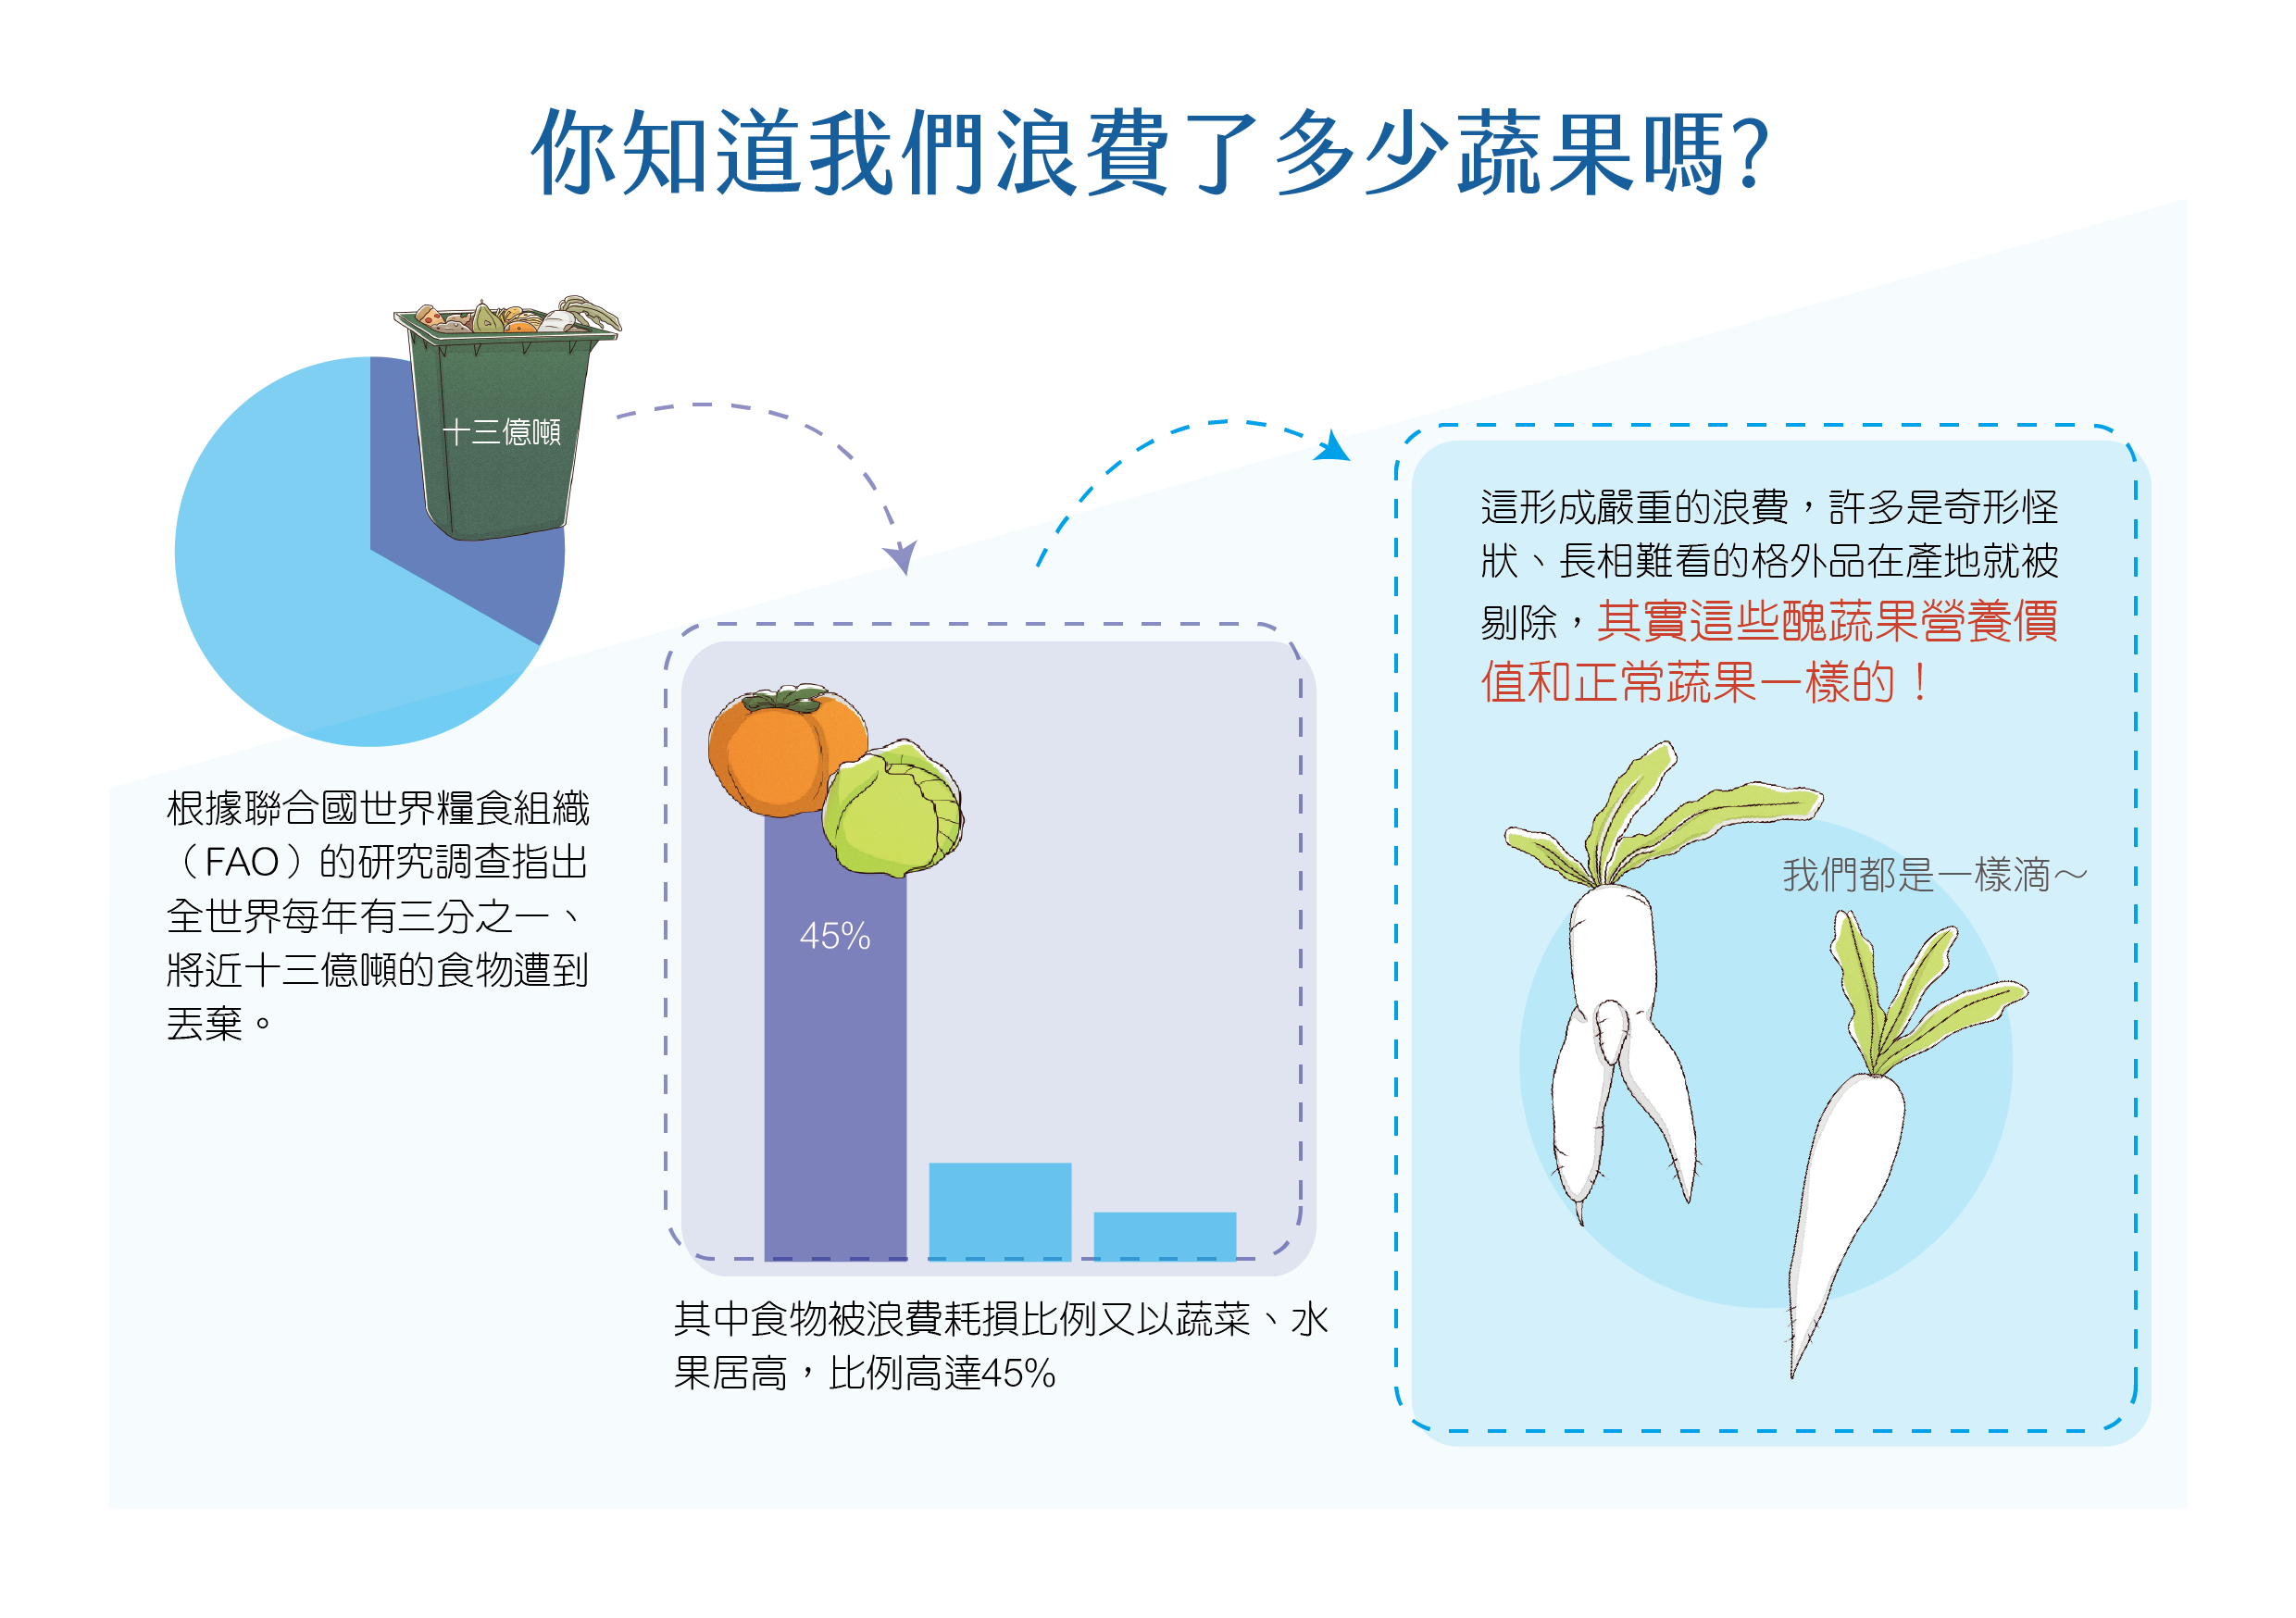 你知道我們浪費了多少蔬果嗎?
十三億噸
根據聯合國世界糧食組織
（FAO）的研究調查指出
全世界每年有三分之一、
將近十三億噸的食物遭到
丟棄。
45%
其中食物被浪費耗損比例又以蔬菜、水
果居高，比例高達45%
這形成嚴重的浪費，許多是奇形怪
狀、長相難看的格外品在產地就被
剔除，其實這些醜蔬果營養價
值和正常蔬果一樣的！
我們都是一樣滴～